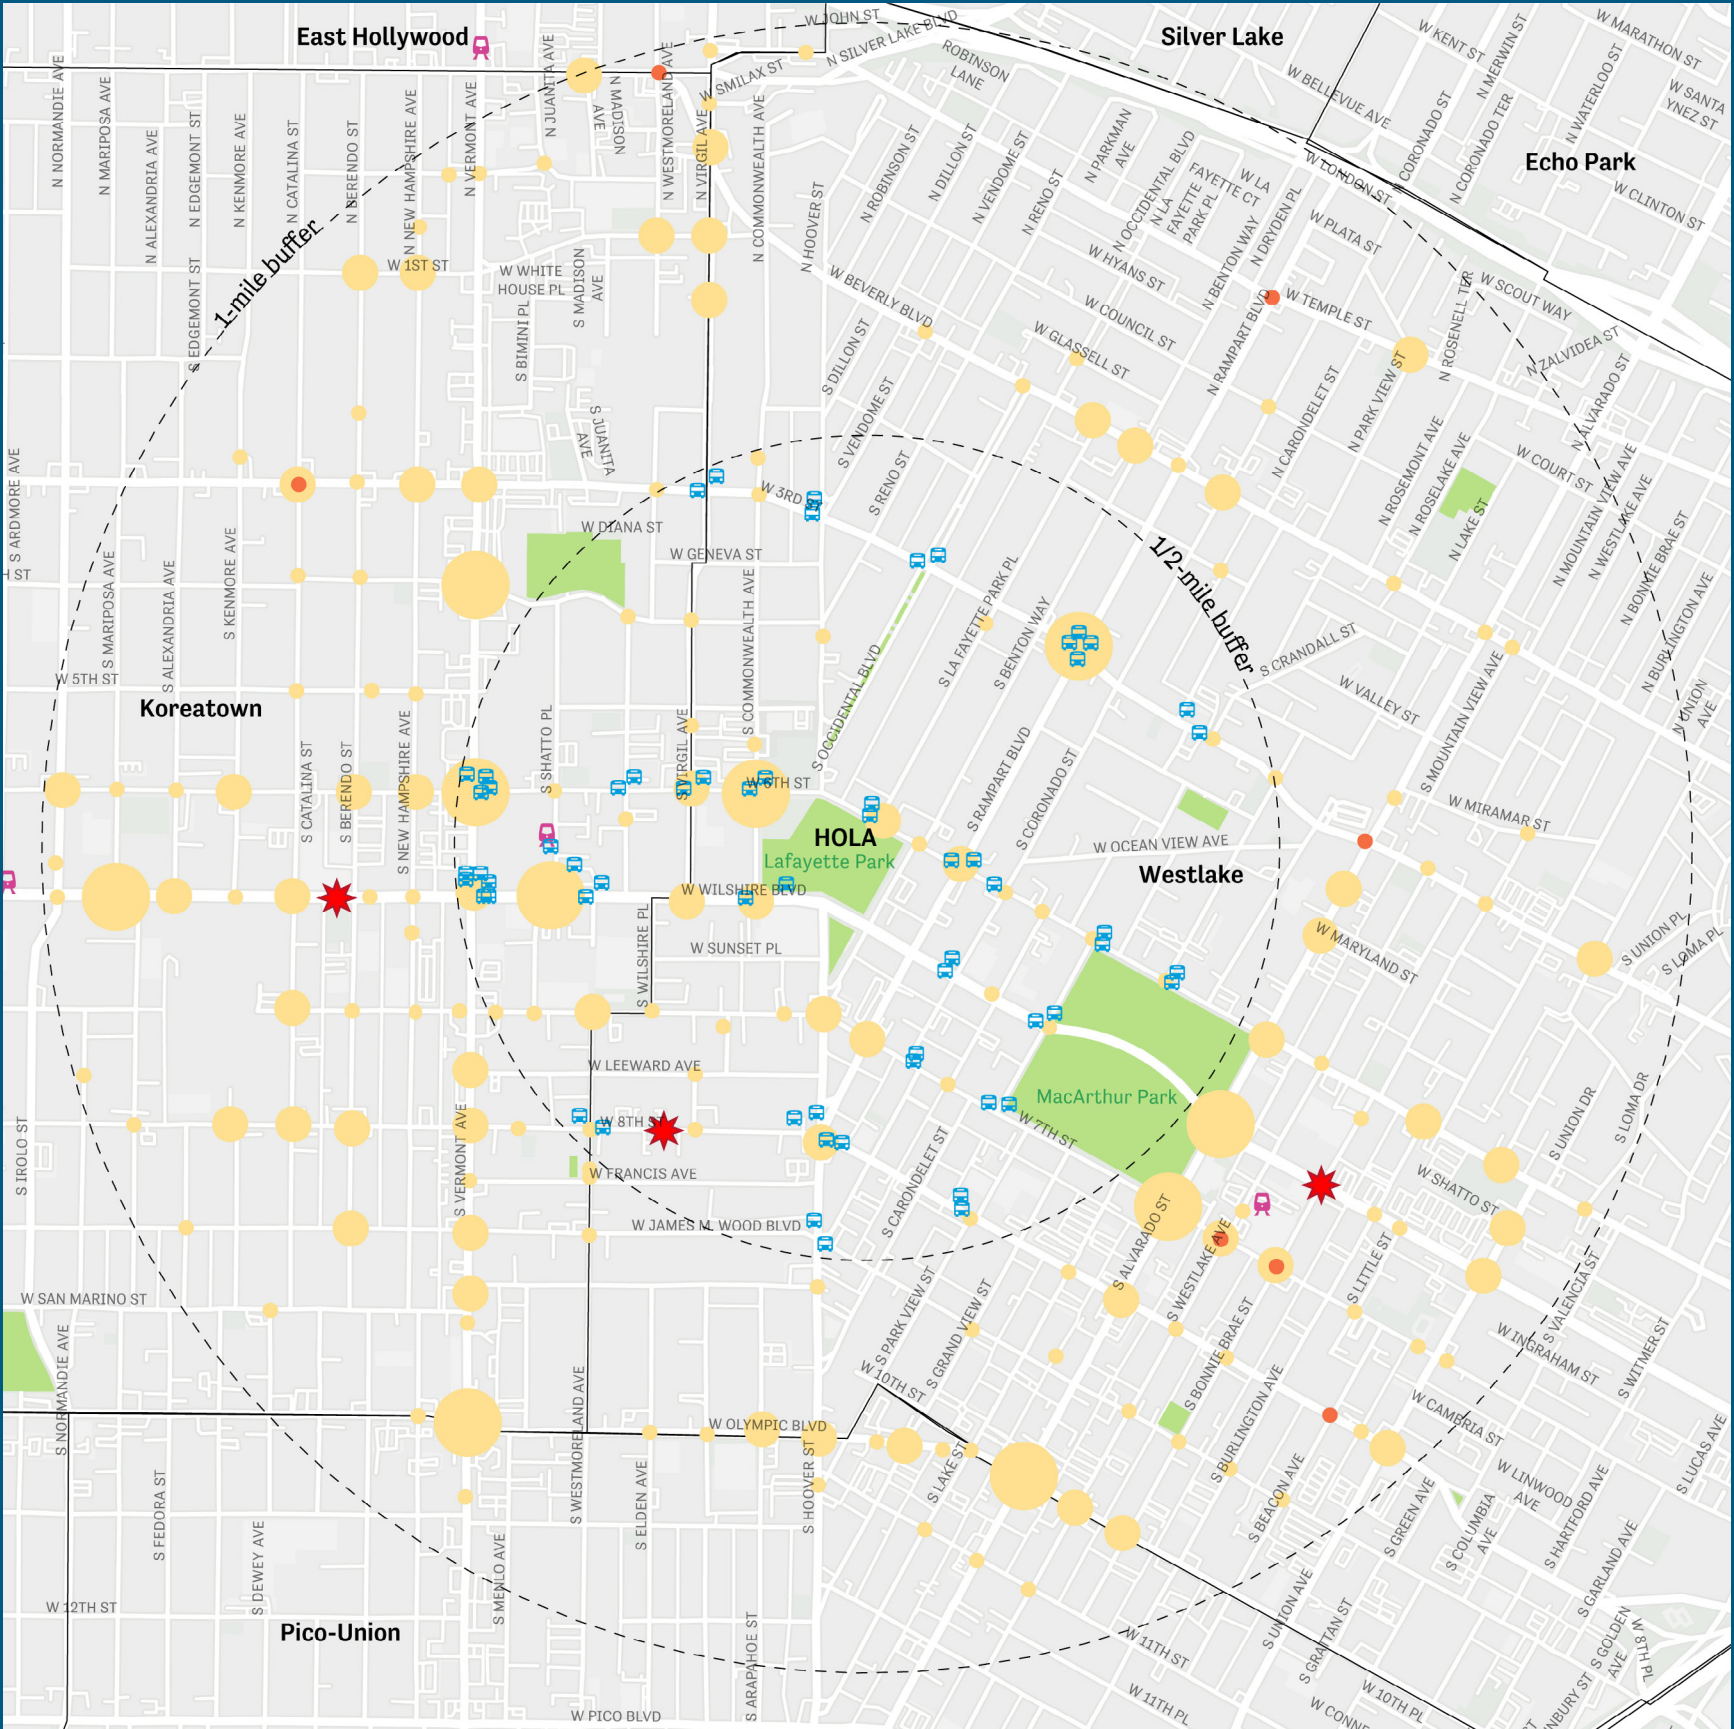 East Hollywood
Silver Lake
Echo Park
Koreatown
HOLA
Lafayette Park
Westlake
MacArthur Park
Pico-Union
1-mile buffer
1/2-mile buffer
W JOHN ST
N SILVER LAKE BLVD
ROBINSON
LANE
W SMILAX ST
W KENT ST
N MERWIN ST
W MARATHON ST
W SANTA
YNEZ ST
W BELLEVUE AVE
N WATERLOO ST
N CORONADO ST
N CORONADO TER
W CLINTON ST
W LONDON ST
N NORMANDIE AVE
N MARIPOSA AVE
N ALEXANDRIA AVE
N EDGEMONT ST
N KENMORE AVE
N CATALINA ST
N BERENDO ST
N NEW HAMPSHIRE AVE
N VERMONT AVE
N JUANITA AVE
N MADISON
AVE
N WESTMORELAND AVE
N VIRGIL AVE
N COMMONWEALTH AVE
N HOOVER ST
N ROBINSON ST
N DILLON ST
N VENDOME ST
N RENO ST
N PARKMAN
AVE
N OCCIDENTAL BLVD
N LA
FAYETTE
PARK PL
W LA
FAYETTE CT
N BENTON WAY
N DRYDEN PL
W PLATA ST
W HYANS ST
W COUNCIL ST
W GLASSELL ST
W BEVERLY BLVD
W TEMPLE ST
W SCOUT WAY
N ZALVIDEA ST
N ROSENELL TER
N RAMPART BLVD
N CARONDELET ST
N PARK VIEW ST
N ALVARADO ST
W COURT ST
N ROSEMONT AVE
N ROSELAKE AVE
N LAKE ST
N MOUNTAIN VIEW AVE
N WESTLAKE AVE
N BONNIE BRAE ST
N BURLINGTON AVE
N UNION
AVE
W 1ST ST
W WHITE
HOUSE PL
S MADISON
AVE
S BIMINI PL
S EDGEMONT ST
S JUANITA
AVE
S DILLON ST
S VENDOME ST
S RENO ST
W 3RD ST
W DIANA ST
W GENEVA ST
S ARDMORE AVE
H ST
S MARIPOSA AVE
S ALEXANDRIA AVE
S KENMORE AVE
W 5TH ST
S CATALINA ST
S BERENDO ST
S NEW HAMPSHIRE AVE
S SHATTO PL
S VIRGIL AVE
S COMMONWEALTH AVE
W 6TH ST
S OCCIDENTAL BLVD
S LA FAYETTE PARK PL
S BENTON WAY
S RAMPART BLVD
S CORONADO ST
S CRANDALL ST
W VALLEY ST
S MOUNTAIN VIEW AVE
W MIRAMAR ST
W OCEAN VIEW AVE
W MARYLAND ST
S UNION PL
S LOMA PL
W WILSHIRE BLVD
S WILSHIRE PL
W SUNSET PL
W LEEWARD AVE
W 8TH ST
W FRANCIS AVE
W JAMES M. WOOD BLVD
W 7TH ST
S IROLO ST
S VERMONT AVE
S CARONDELET ST
S ALVARADO ST
S WESTLAKE AVE
W SHATTO ST
S UNION DR
S LOMA DR
S LITTLE ST
S VALENCIA ST
W INGRAHAM ST
S WITMER ST
W SAN MARINO ST
S NORMANDIE AVE
S WESTMORELAND AVE
W OLYMPIC BLVD
S PARK VIEW ST
S GRAND VIEW ST
W 10TH ST
S BONNIE BRAE ST
S BURLINGTON AVE
W CAMBRIA ST
W LINWOOD
AVE
S LUCAS AVE
S FEDORA ST
S DEWEY AVE
S MENLO AVE
S ELDEN AVE
S HOOVER ST
S LAKE ST
S BEACON AVE
S GREEN AVE
S COLUMBIA
AVE
S HARTFORD AVE
S GARLAND AVE
W 12TH ST
S ARAPAHOE ST
W PICO BLVD
W 11TH ST
W 11TH PL
S UNION AVE
S GRATTAN ST
W 10TH PL
W CONNE
NBURY ST
S GOLDEN
AVE
W 8TH PL